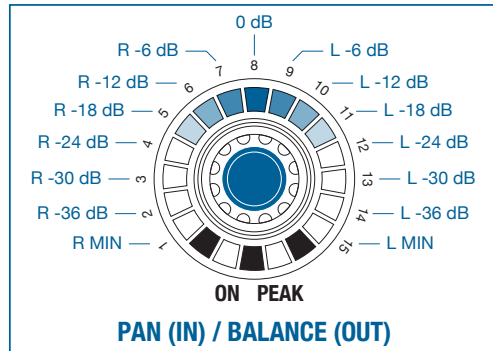 0 dB
R -6 dB 7 8 9 L -6 dB
R -12 dB 6 10 L -12 dB
R -18 dB 5 11 L -18 dB
R -24 dB 4 12 L -24 dB
R -30 dB 3 13 L -30 dB
R -36 dB 2 14 L -36 dB
R MIN 1 15 L MIN
ON PEAK
PAN (IN) / BALANCE (OUT)